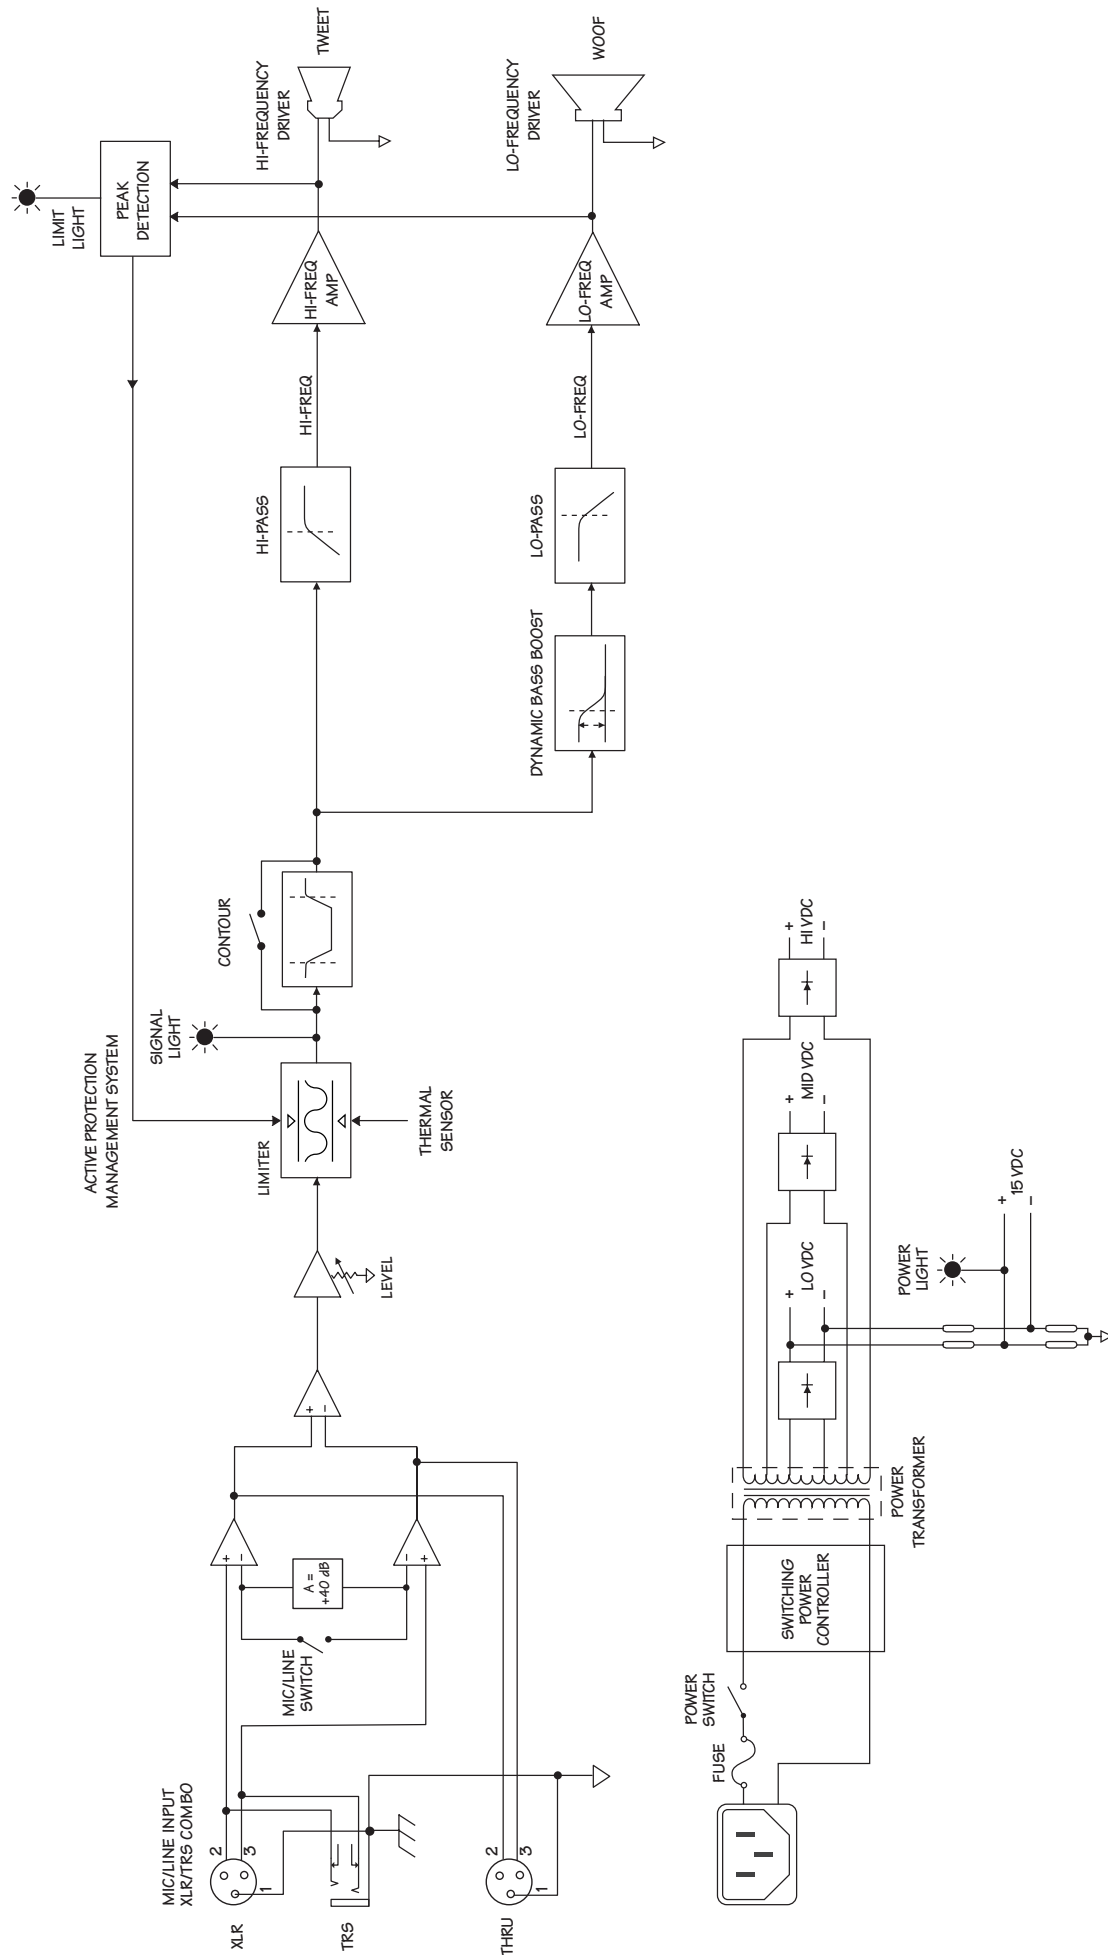 MIC/LINE INPUT
XLR/TRS COMBO
XLR
2
3
1
TRS
THRU
2
3
1
MIC/LINE
SWITCH
A =
+40 dB
+
−
−
+
+
−
LEVEL
ACTIVE PROTECTION
MANAGEMENT SYSTEM
LIMITER
THERMAL
SENSOR
SIGNAL
LIGHT
CONTOUR
DYNAMIC BASS BOOST
HI-PASS
LO-PASS
HI-FREQ
LO-FREQ
HI-FREQ
AMP
LO-FREQ
AMP
LIMIT
LIGHT
PEAK
DETECTION
HI-FREQUENCY
DRIVER
TWEET
LO-FREQUENCY
DRIVER
WOOF
FUSE
POWER
SWITCH
SWITCHING
POWER
CONTROLLER
POWER
TRANSFORMER
+
LO VDC
−
+
MID VDC
−
+
HI VDC
−
POWER
LIGHT
+
15 VDC
−